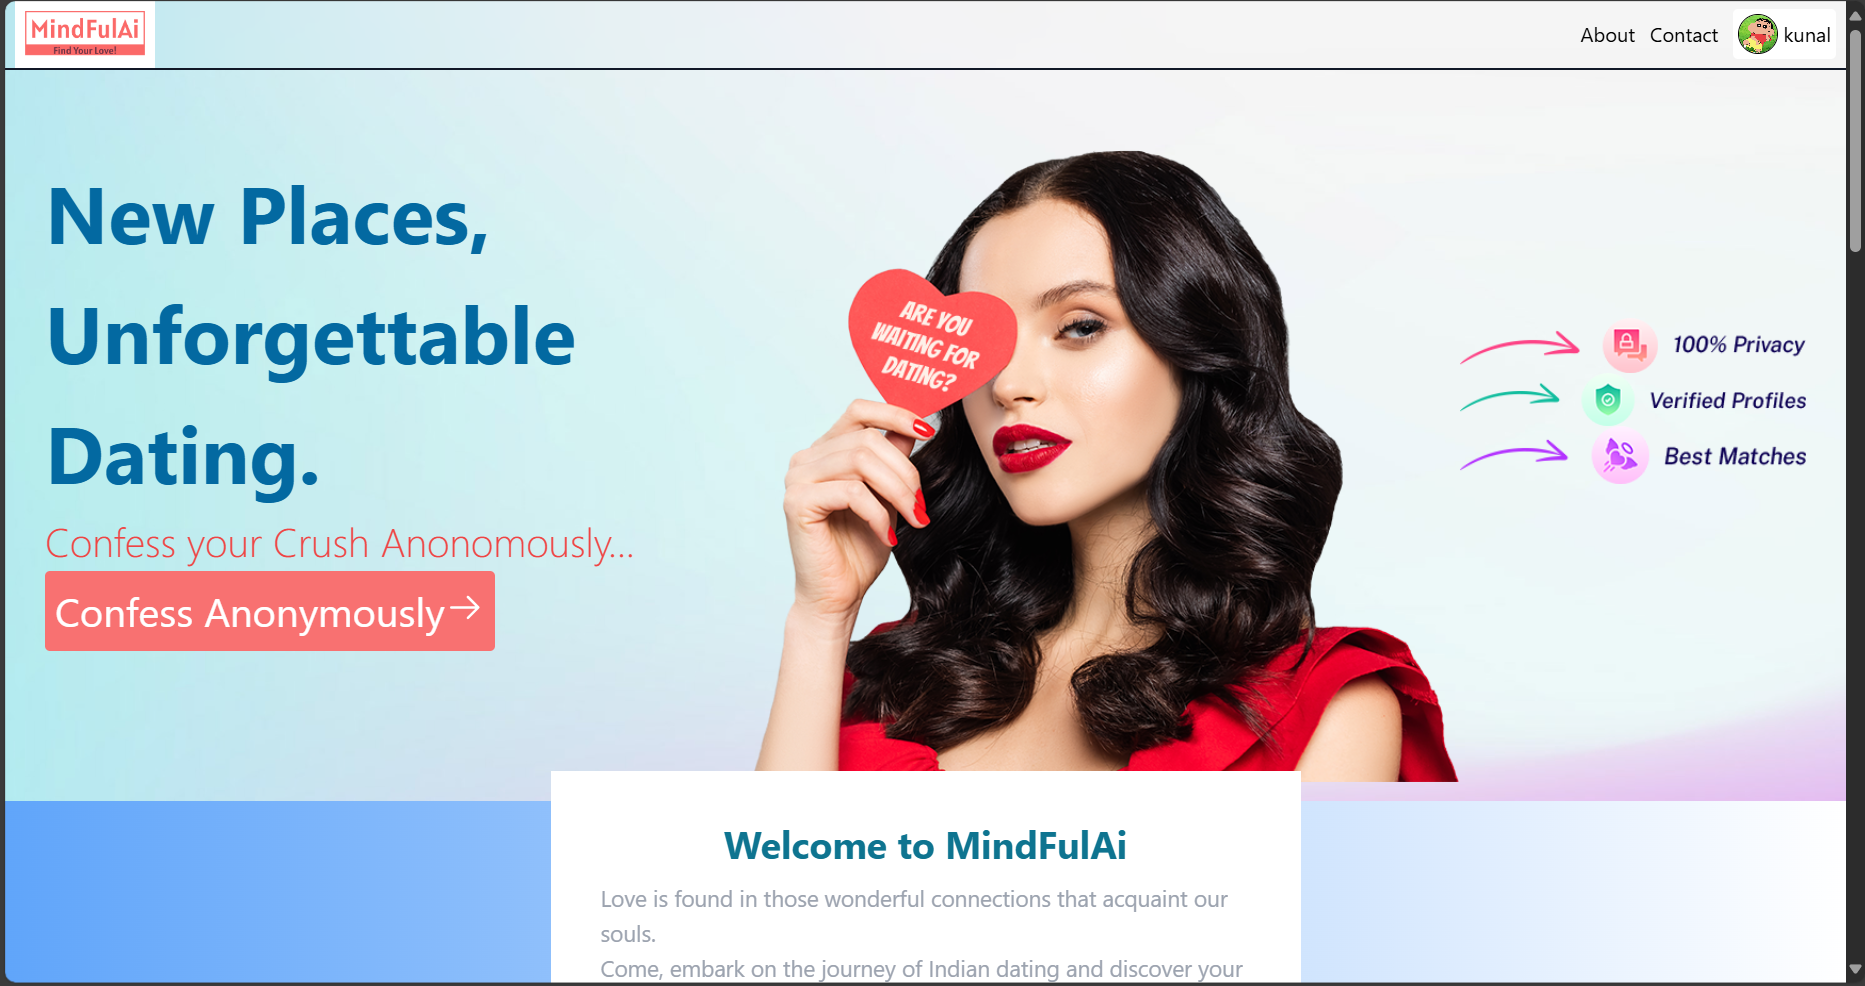 MindFulAi
Find Your Love!
About Contact kunal
New Places,
Unforgettable
Dating.
Confess your Crush Anonomously...
Confess Anonymously
ARE YOU
WAITING FOR
DATING?
100% Privacy
Verified Profiles
Best Matches
Welcome to MindFulAi
Love is found in those wonderful connections that acquaint our
souls.
Come, embark on the journey of Indian dating and discover your